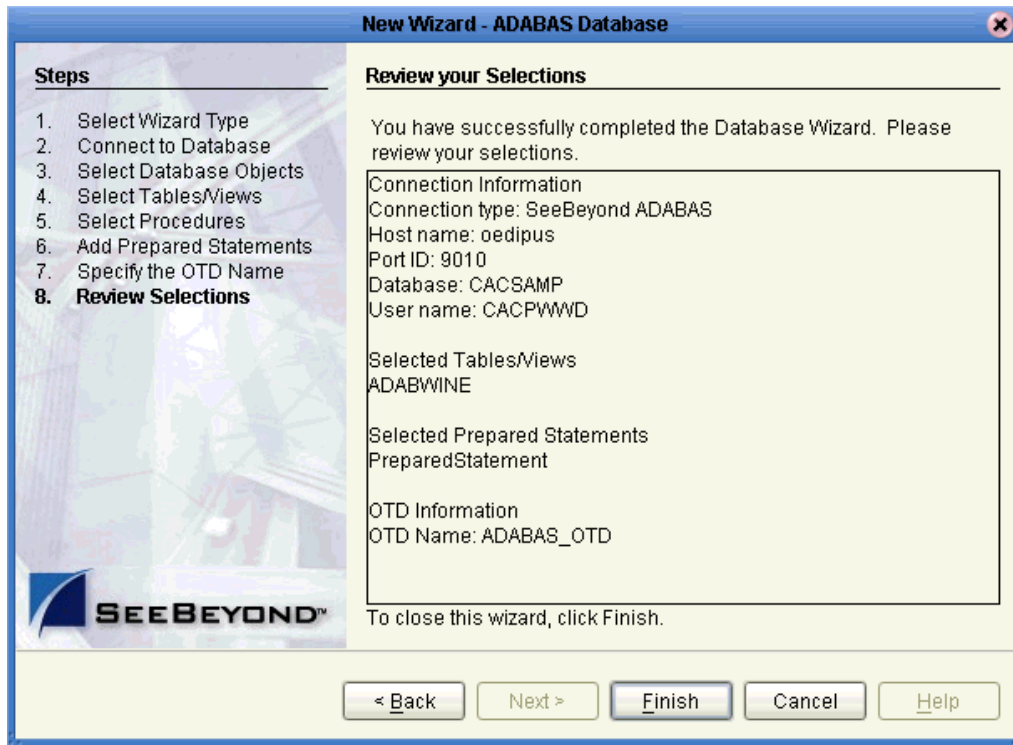 New Wizard - ADABAS Database
Steps
1. Select Wizard Type
2. Connect to Database
3. Select Database Objects
4. Select Tables/Views
5. Select Procedures
6. Add Prepared Statements
7. Specify the OTD Name
8. Review Selections
SEEBEYOND™
Review your Selections
You have successfully completed the Database Wizard. Please
review your selections.
Connection Information
Connection type: SeeBeyond ADABAS
Host name: oedipus
Port ID: 9010
Database: CACSAMP
User name: CACPWWD
Selected Tables/Views
ADABWINE
Selected Prepared Statements
PreparedStatement
OTD Information
OTD Name: ADABAS_OTD
To close this wizard, click Finish.
< Back
Next >
Finish
Cancel
Help